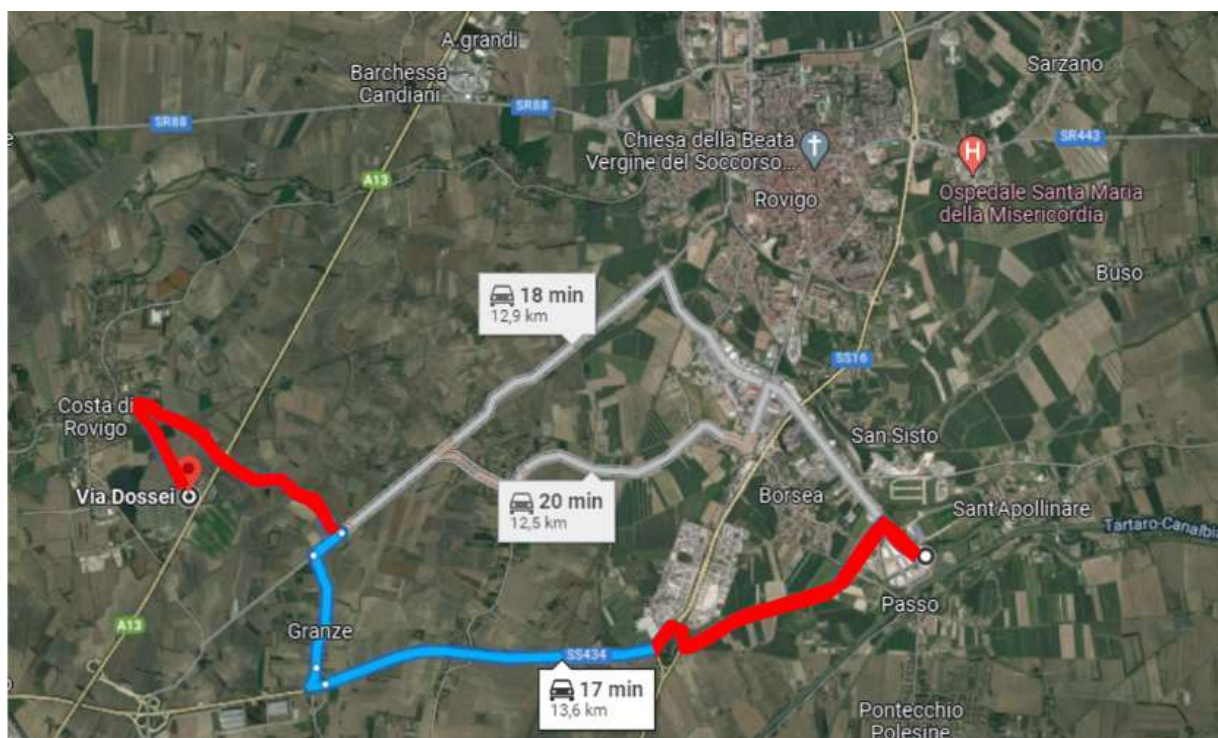 A.grandi
Barchessa
Candiani
Sarzano
SR88
SR88
SR443
Chiesa della Beata
Vergine del Soccorso...
H
A13
Ospedale Santa Maria
della Misericordia
Rovigo
Buso
18 min
12,9 km
SS16
Costa di
Rovigo
San Sisto
Via Dossei
20 min
12,5 km
Borsea
Sant'Apollinare
Tartaro-Canalbia
Passo
A13
Granze
SS434
17 min
13,6 km
Pontecchio
Polesine